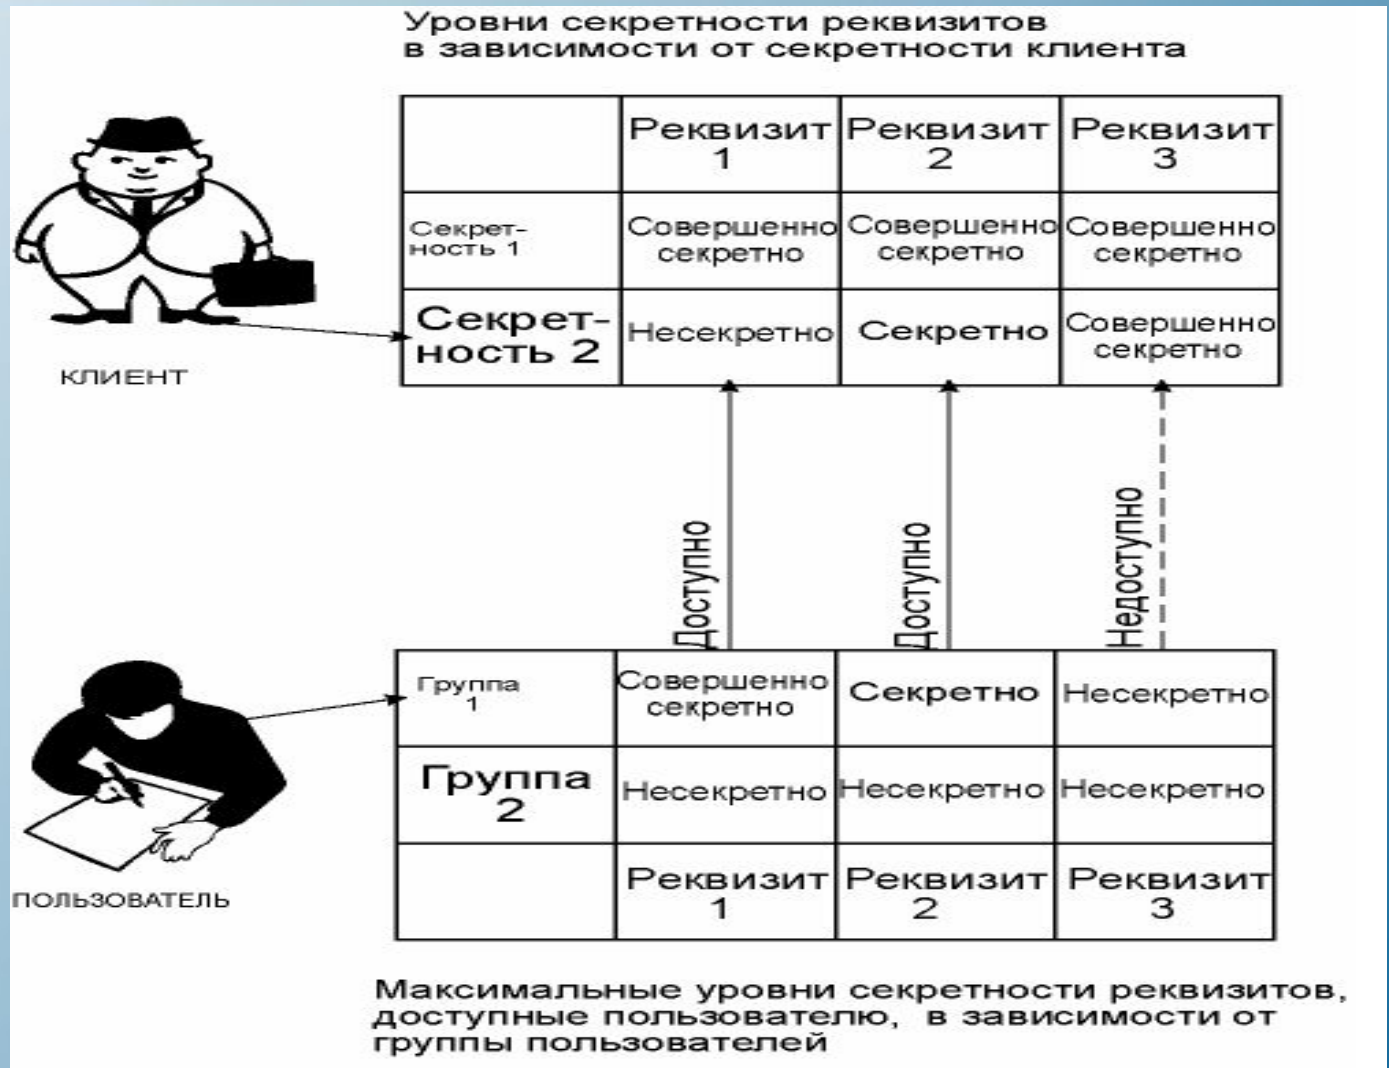 Уровни секретности реквизитов
в зависимости от секретности клиента
Реквизит 1
Реквизит 2
Реквизит 3
Секрет-
ность 1
Совершенно
секретно
Совершенно
секретно
Совершенно
секретно
Секрет-
ность 2
Несекретно
Секретно
Совершенно
секретно
КЛИЕНТ
Доступно
Доступно
Недоступно
Группа
1
Совершенно
секретно
Секретно
Несекретно
Группа
2
Несекретно
Несекретно
Несекретно
Реквизит
1
Реквизит
2
Реквизит
3
ПОЛЬЗОВАТЕЛЬ
Максимальные уровни секретности реквизитов,
доступные пользователю, в зависимости от
группы пользователей